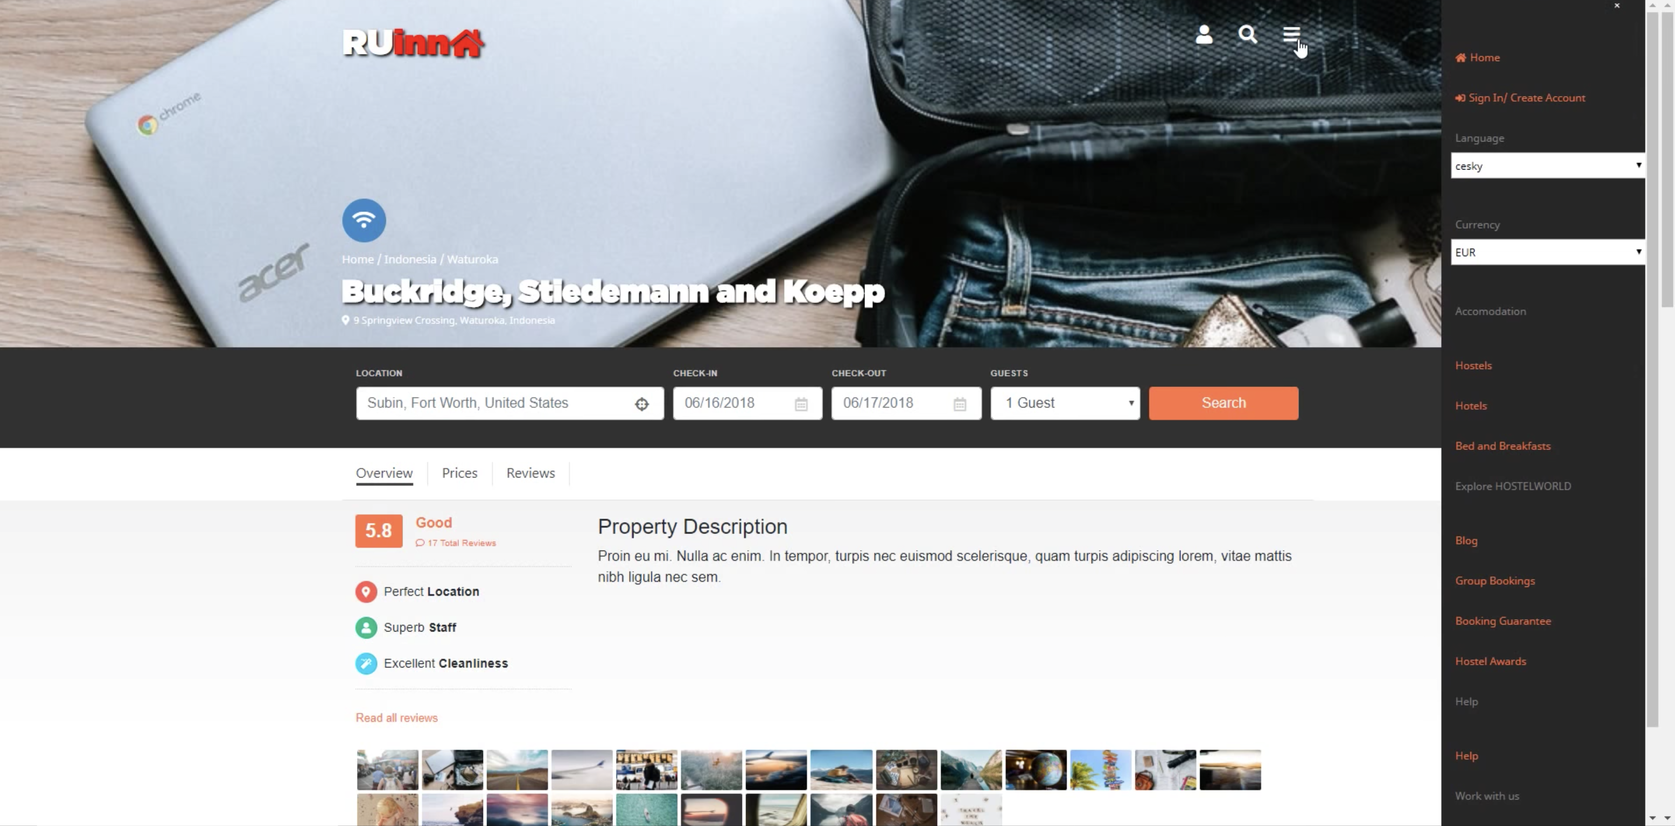 RUinn
chrome
acer
Home / Indonesia / Waturoka
Buckridge, Stiedemann and Koepp
9 Springview Crossing, Waturoka, Indonesia
LOCATION
CHECK-IN
CHECK-OUT
GUESTS
Subin, Fort Worth, United States
06/16/2018
06/17/2018
1 Guest
Search
Overview
Prices
Reviews
5.8
Good
17 Total Reviews
Perfect Location
Superb Staff
Excellent Cleanliness
Read all reviews
Property Description
Proin eu mi. Nulla ac enim. In tempor, turpis nec euismod scelerisque, quam turpis adipiscing lorem, vitae mattis
nibh ligula nec sem.
×
Home
Sign In/ Create Account
Language
cesky
Currency
EUR
Accomodation
Hostels
Hotels
Bed and Breakfasts
Explore HOSTELWORLD
Blog
Group Bookings
Booking Guarantee
Hostel Awards
Help
Help
Work with us